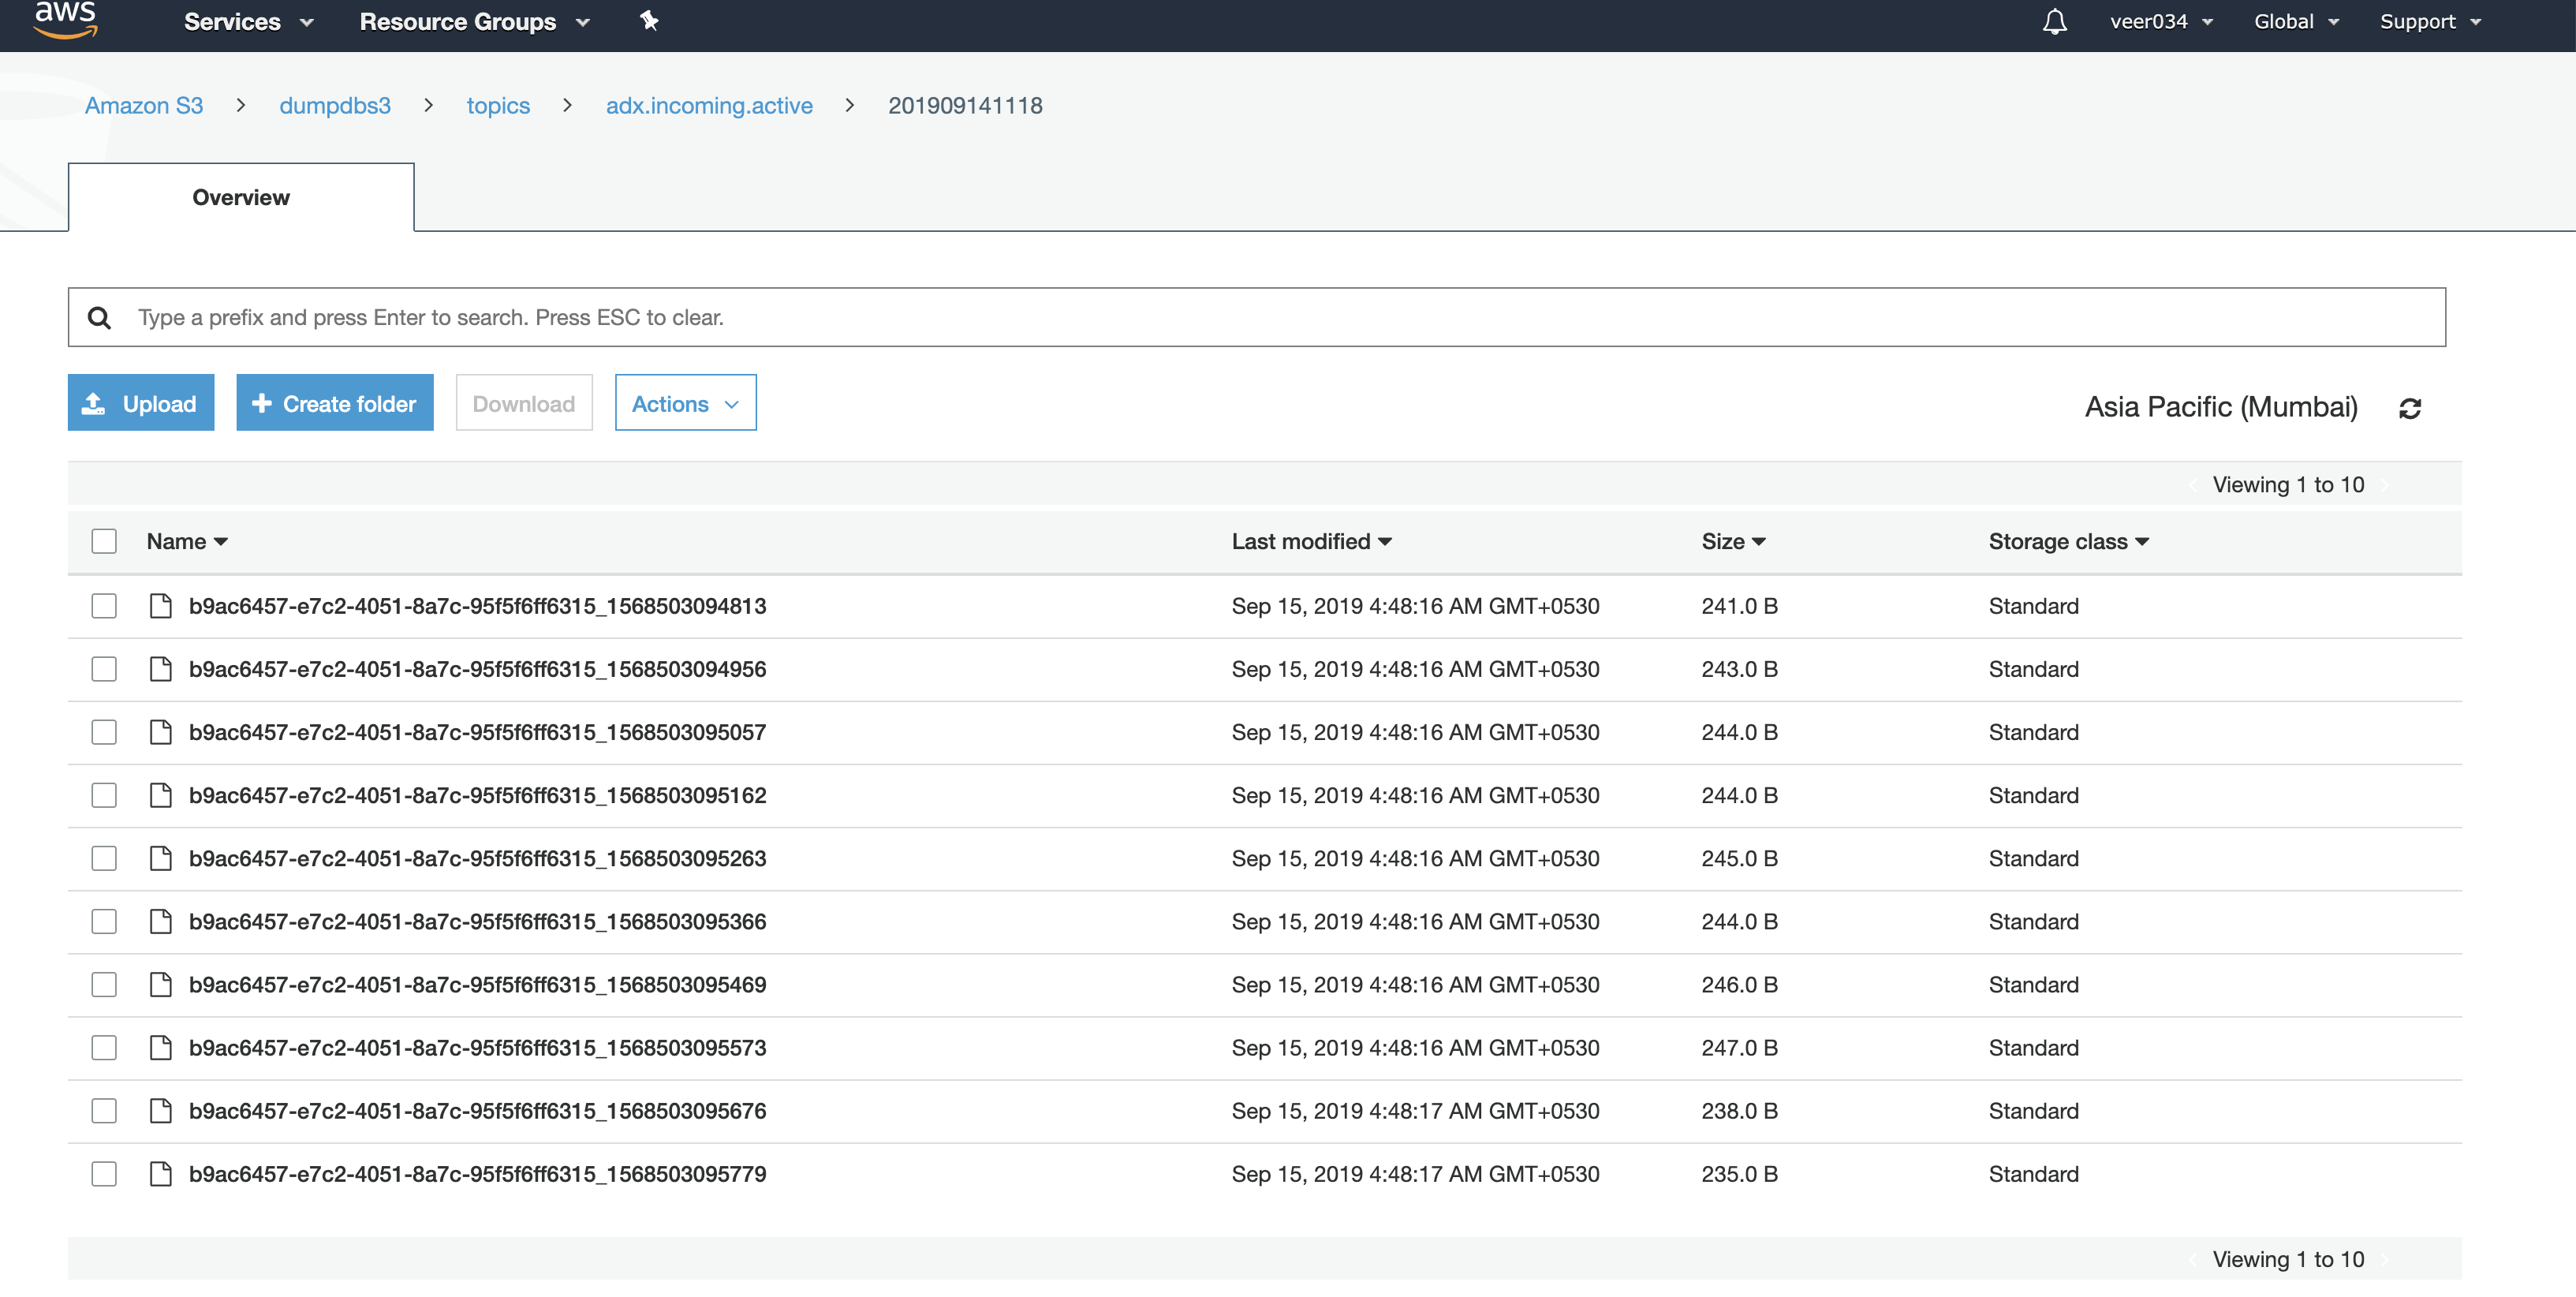 aws Services Resource Groups veer034 Global Support
Amazon S3 > dumpdbs3 > topics > adx.incoming.active > 201909141118
Overview
Type a prefix and press Enter to search. Press ESC to clear.
Upload + Create folder Download Actions Asia Pacific (Mumbai)
Viewing 1 to 10
Name Last modified Size Storage class
b9ac6457-e7c2-4051-8a7c-95f5f6ff6315_1568503094813 Sep 15, 2019 4:48:16 AM GMT+0530 241.0 B Standard
b9ac6457-e7c2-4051-8a7c-95f5f6ff6315_1568503094956 Sep 15, 2019 4:48:16 AM GMT+0530 243.0 B Standard
b9ac6457-e7c2-4051-8a7c-95f5f6ff6315_1568503095057 Sep 15, 2019 4:48:16 AM GMT+0530 244.0 B Standard
b9ac6457-e7c2-4051-8a7c-95f5f6ff6315_1568503095162 Sep 15, 2019 4:48:16 AM GMT+0530 244.0 B Standard
b9ac6457-e7c2-4051-8a7c-95f5f6ff6315_1568503095263 Sep 15, 2019 4:48:16 AM GMT+0530 245.0 B Standard
b9ac6457-e7c2-4051-8a7c-95f5f6ff6315_1568503095366 Sep 15, 2019 4:48:16 AM GMT+0530 244.0 B Standard
b9ac6457-e7c2-4051-8a7c-95f5f6ff6315_1568503095469 Sep 15, 2019 4:48:16 AM GMT+0530 246.0 B Standard
b9ac6457-e7c2-4051-8a7c-95f5f6ff6315_1568503095573 Sep 15, 2019 4:48:16 AM GMT+0530 247.0 B Standard
b9ac6457-e7c2-4051-8a7c-95f5f6ff6315_1568503095676 Sep 15, 2019 4:48:17 AM GMT+0530 238.0 B Standard
b9ac6457-e7c2-4051-8a7c-95f5f6ff6315_1568503095779 Sep 15, 2019 4:48:17 AM GMT+0530 235.0 B Standard
Viewing 1 to 10